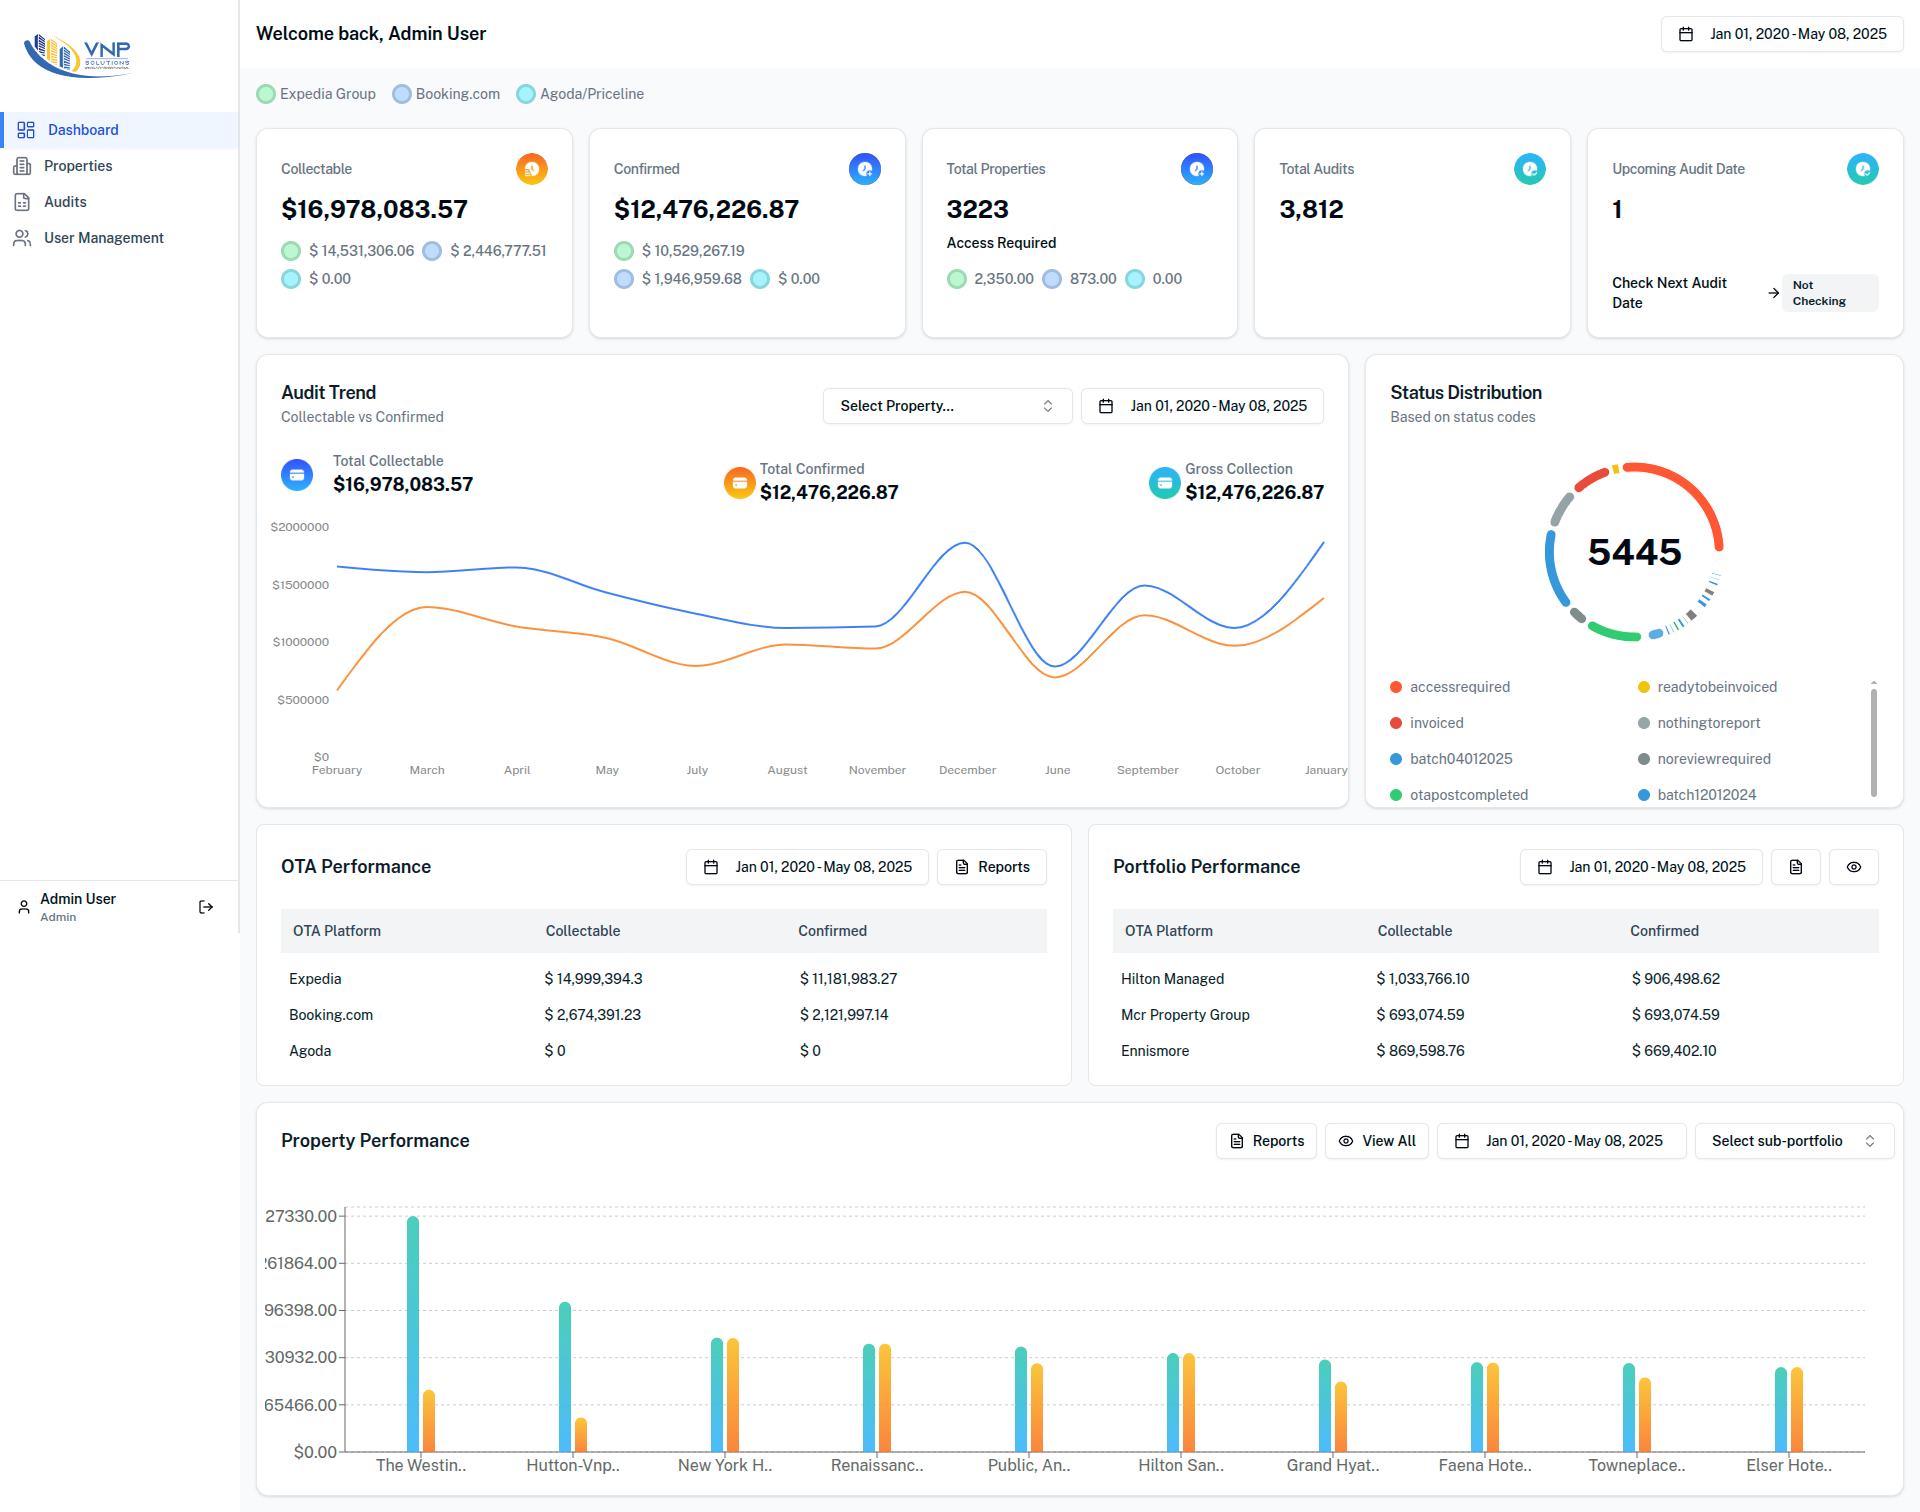 VNP
SOLUTIONS
Dashboard
Properties
Audits
User Management
Admin User
Admin
Welcome back, Admin User
Jan 01, 2020 - May 08, 2025
Expedia Group Booking.com Agoda/Priceline
Collectable
$16,978,083.57
$ 14,531,306.06 $ 2,446,777.51
$ 0.00
Confirmed
$12,476,226.87
$ 10,529,267.19
$ 1,946,959.68 $ 0.00
Total Properties
3223
Access Required
2,350.00 873.00 0.00
Total Audits
3,812
Upcoming Audit Date
1
Check Next Audit
Date
Not
Checking
Audit Trend
Collectable vs Confirmed
Select Property...
Jan 01, 2020 - May 08, 2025
Total Collectable
$16,978,083.57
Total Confirmed
$12,476,226.87
Gross Collection
$12,476,226.87
$2000000
$1500000
$1000000
$500000
$0
February March April May July August November December June September October January
Status Distribution
Based on status codes
5445
accessrequired readytobeinvoiced
invoiced nothingtoreport
batch04012025 noreviewrequired
otapostcompleted batch12012024
OTA Performance
Jan 01, 2020 - May 08, 2025
Reports
OTA Platform Collectable Confirmed
Expedia $ 14,999,394.3 $ 11,181,983.27
Booking.com $ 2,674,391.23 $ 2,121,997.14
Agoda $ 0 $ 0
Portfolio Performance
Jan 01, 2020 - May 08, 2025
OTA Platform Collectable Confirmed
Hilton Managed $ 1,033,766.10 $ 906,498.62
Mcr Property Group $ 693,074.59 $ 693,074.59
Ennismore $ 869,598.76 $ 669,402.10
Property Performance
Reports
View All
Jan 01, 2020 - May 08, 2025
Select sub-portfolio
27330.00
261864.00
96398.00
30932.00
65466.00
$0.00
The Westin.. Hutton-Vnp.. New York H.. Renaissanc.. Public, An.. Hilton San.. Grand Hyat.. Faena Hote.. Towneplace.. Elser Hote..